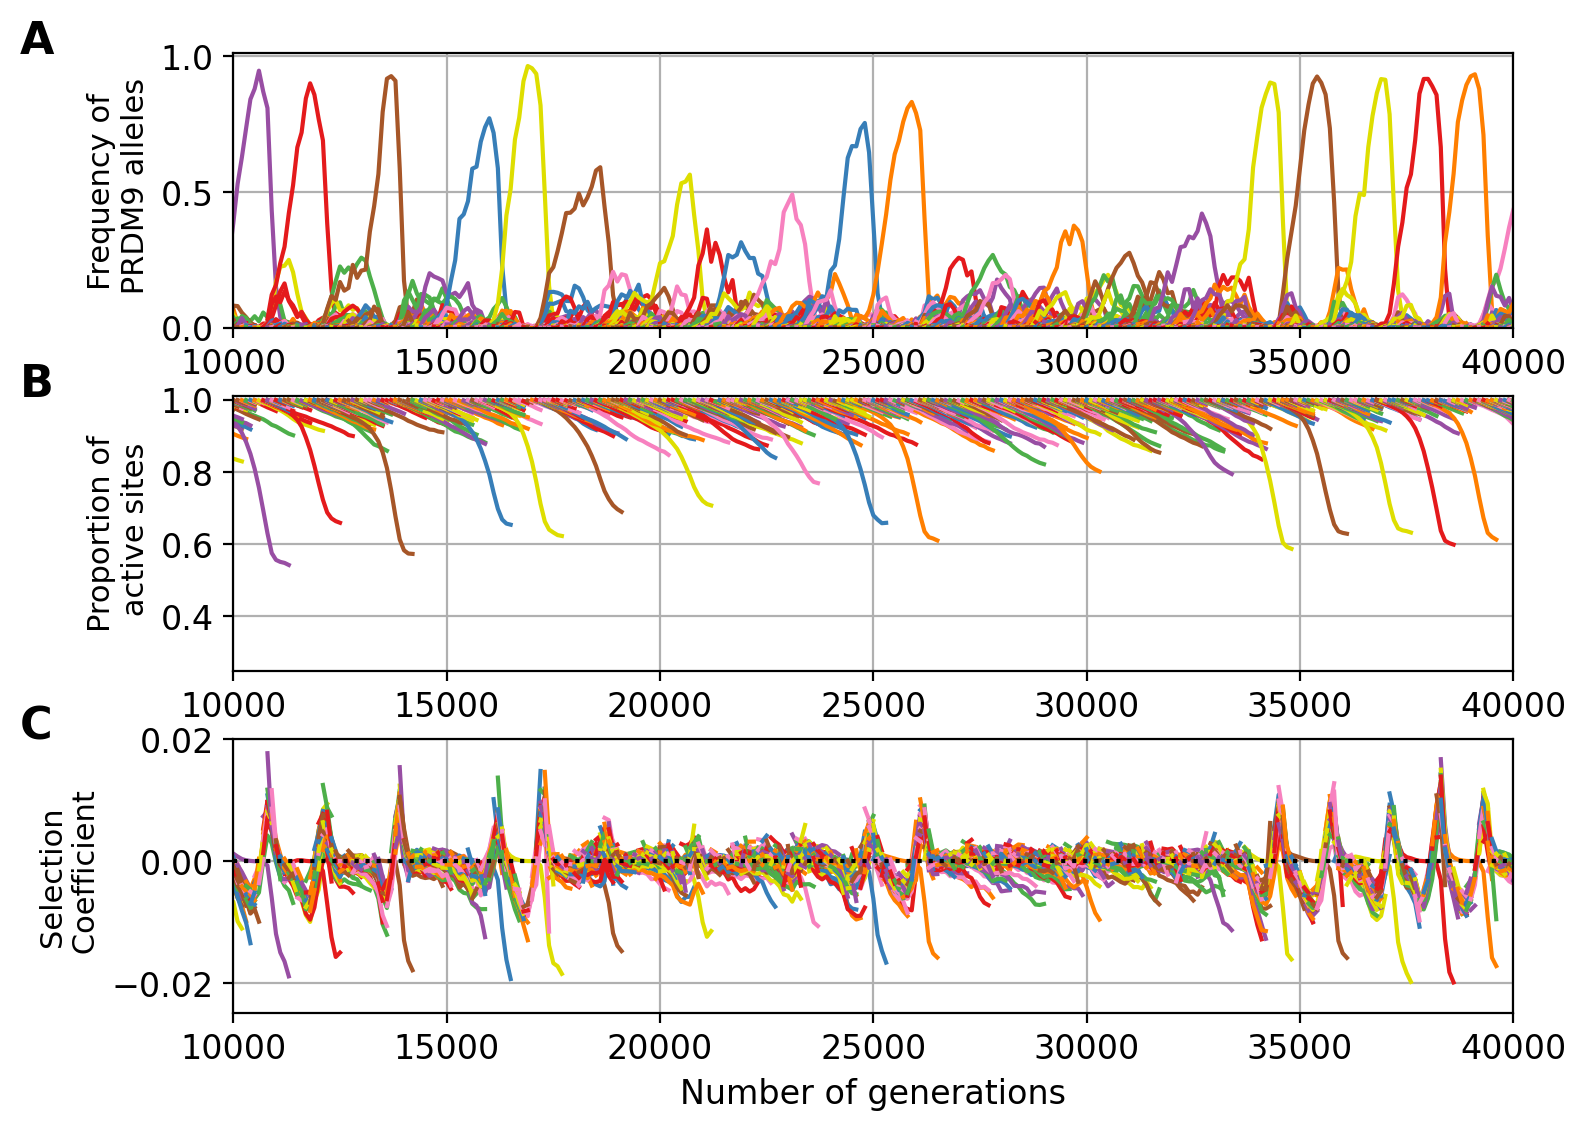 A
Frequency of
PRDM9 alleles
1.0
0.5
0.0
10000 15000 20000 25000 30000 35000 40000
B
Proportion of
active sites
1.0
0.8
0.6
0.4
10000 15000 20000 25000 30000 35000 40000
C
Selection
Coefficient
0.02
0.00
−0.02
10000 15000 20000 25000 30000 35000 40000
Number of generations